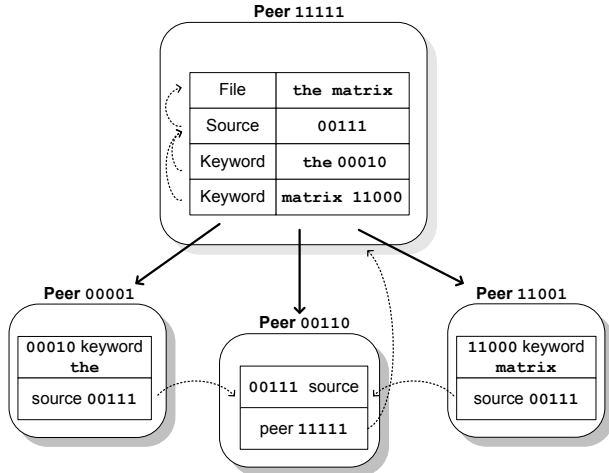 Peer 11111
File the matrix
Source 00111
Keyword the 00010
Keyword matrix 11000
Peer 00001
00010 keyword
the
source 00111
Peer 00110
00111 source
peer 11111
Peer 11001
11000 keyword
matrix
source 00111